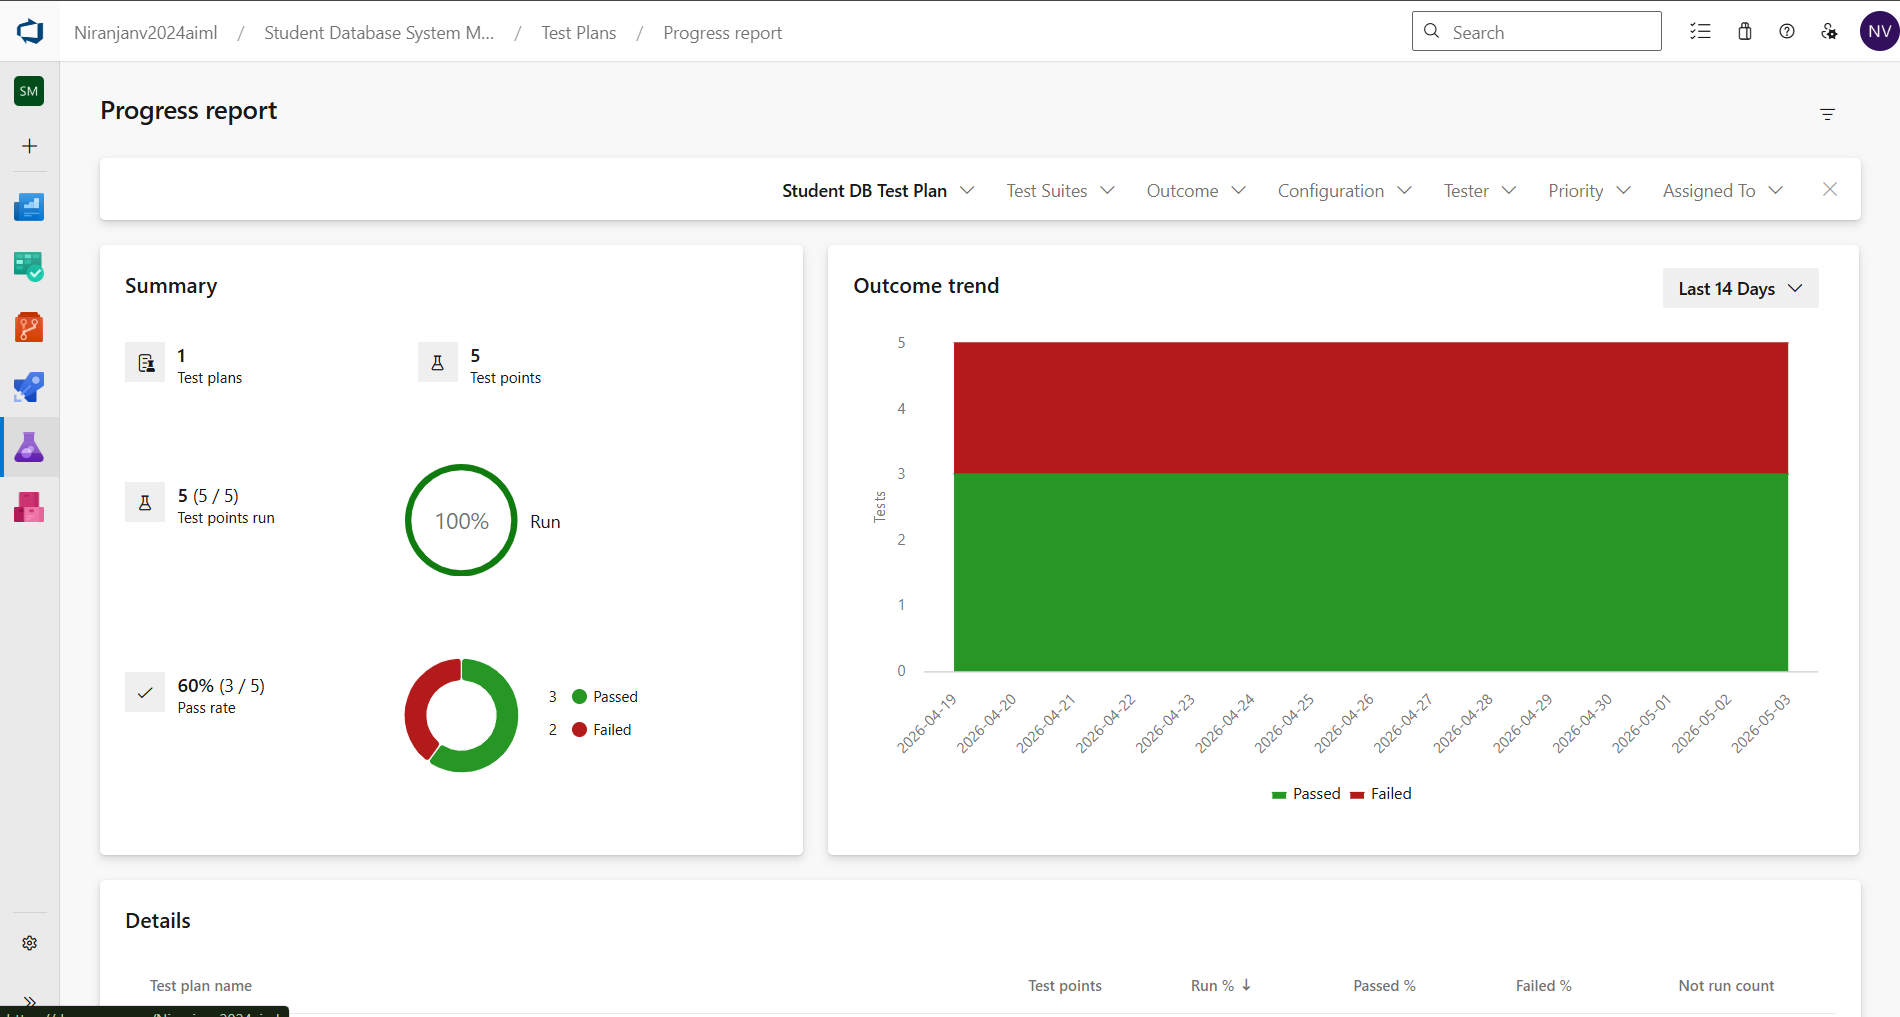 Niranjanv2024aiml / Student Database System M... / Test Plans / Progress report
Search
NV
SM
Progress report
Student DB Test Plan Test Suites Outcome Configuration Tester Priority Assigned To
Summary
1
Test plans
5
Test points
5 (5 / 5)
Test points run
100%
Run
60% (3 / 5)
Pass rate
3 Passed
2 Failed
Outcome trend
Last 14 Days
5
4
3
2
1
0
Tests
2026-04-19
2026-04-20
2026-04-21
2026-04-22
2026-04-23
2026-04-24
2026-04-25
2026-04-26
2026-04-27
2026-04-28
2026-04-29
2026-04-30
2026-05-01
2026-05-02
2026-05-03
Passed Failed
Details
Test plan name Test points Run % Passed % Failed % Not run count